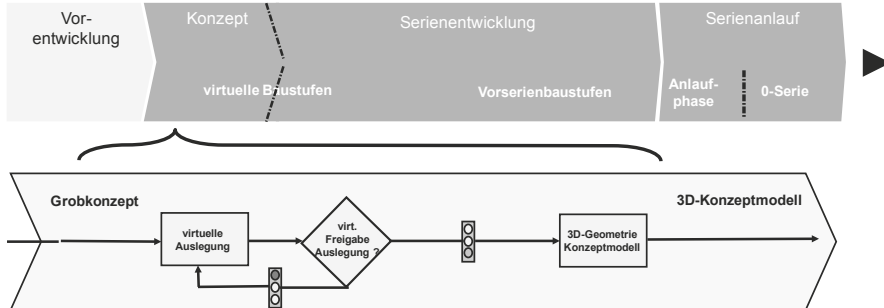 Vor-
entwicklung
Konzept
Serienentwicklung
Serienanlauf
virtuelle Baustufen
Vorserienbaustufen
Anlauf-
phase
0-Serie
Grobkonzept
3D-Konzeptmodell
virtuelle
Auslegung
virt.
Freigabe
Auslegung ?
3D-Geometrie
Konzeptmodell